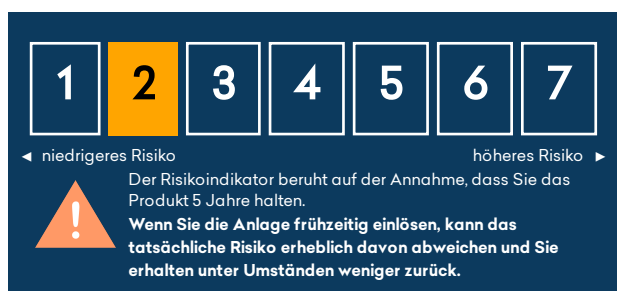 1 2 3 4 5 6 7
◄ niedrigeres Risiko höheres Risiko ►
Der Risikoindikator beruht auf der Annahme, dass Sie das
Produkt 5 Jahre halten.
Wenn Sie die Anlage frühzeitig einlösen, kann das
tatsächliche Risiko erheblich davon abweichen und Sie
erhalten unter Umständen weniger zurück.